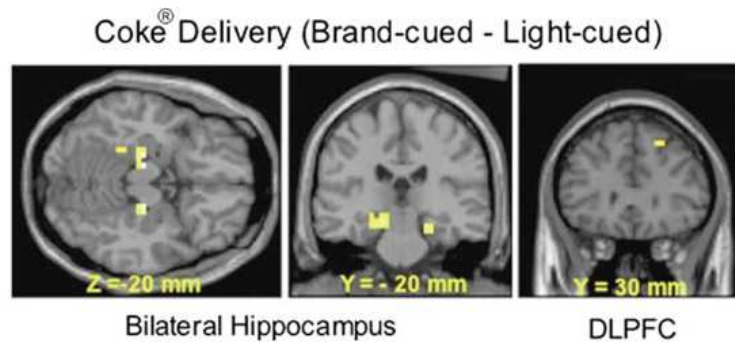 Coke® Delivery (Brand-cued - Light-cued)
Z =-20 mm
Y = - 20 mm
Y = 30 mm
Bilateral Hippocampus
DLPFC